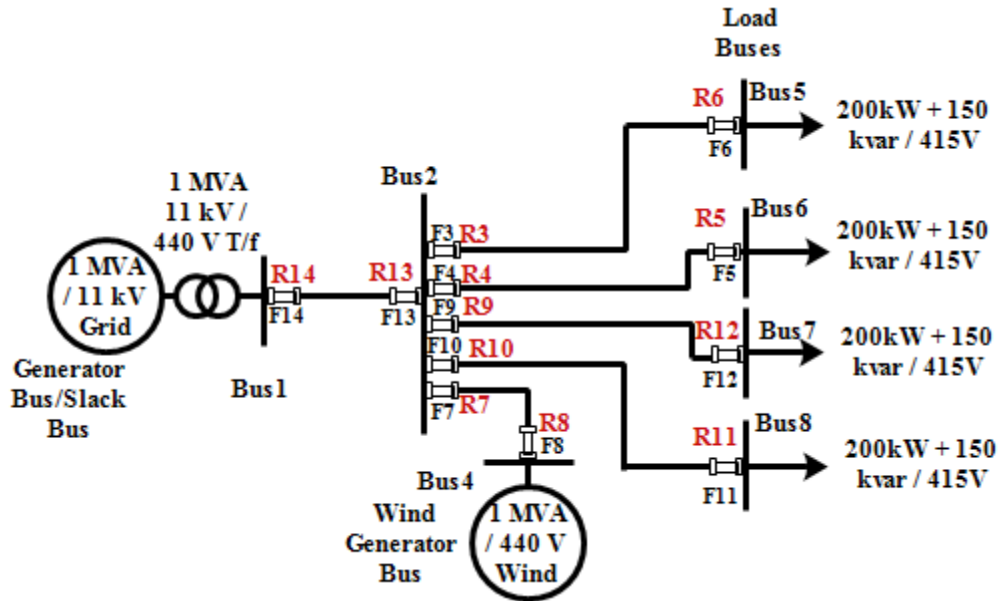 Load
Buses
R6
Bus5
200kW + 150
kvar / 415V
F6
Bus2
1 MVA
11 kV /
440 V T/f
F3
R3
R5
Bus6
200kW + 150
kvar / 415V
F5
1 MVA
/ 11 kV
Grid
R14
R13
F4
R4
F14
F13
F9
R9
R12
Bus7
200kW + 150
kvar / 415V
F12
F10
R10
Generator
Bus/Slack
Bus
Bus1
F7
R7
R8
F8
R11
Bus8
200kW + 150
kvar / 415V
F11
Bus4
Wind
Generator
Bus
1 MVA
/ 440 V
Wind